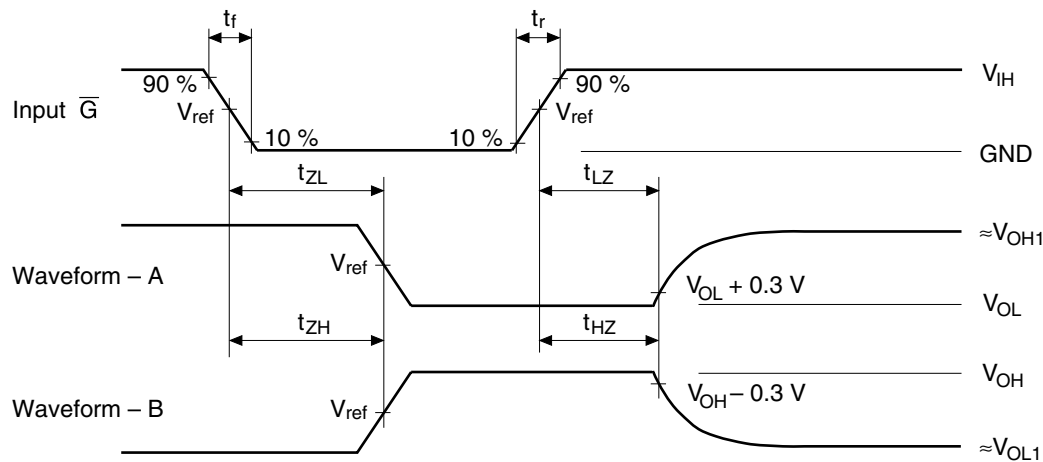 tf
tr
90 %
90 %
VIH
Input G
Vref
Vref
10 %
10 %
GND
tZL
tLZ
≈VOH1
Vref
Waveform – A
VOL + 0.3 V
VOL
tZH
tHZ
VOH
VOH – 0.3 V
Vref
Waveform – B
≈VOL1